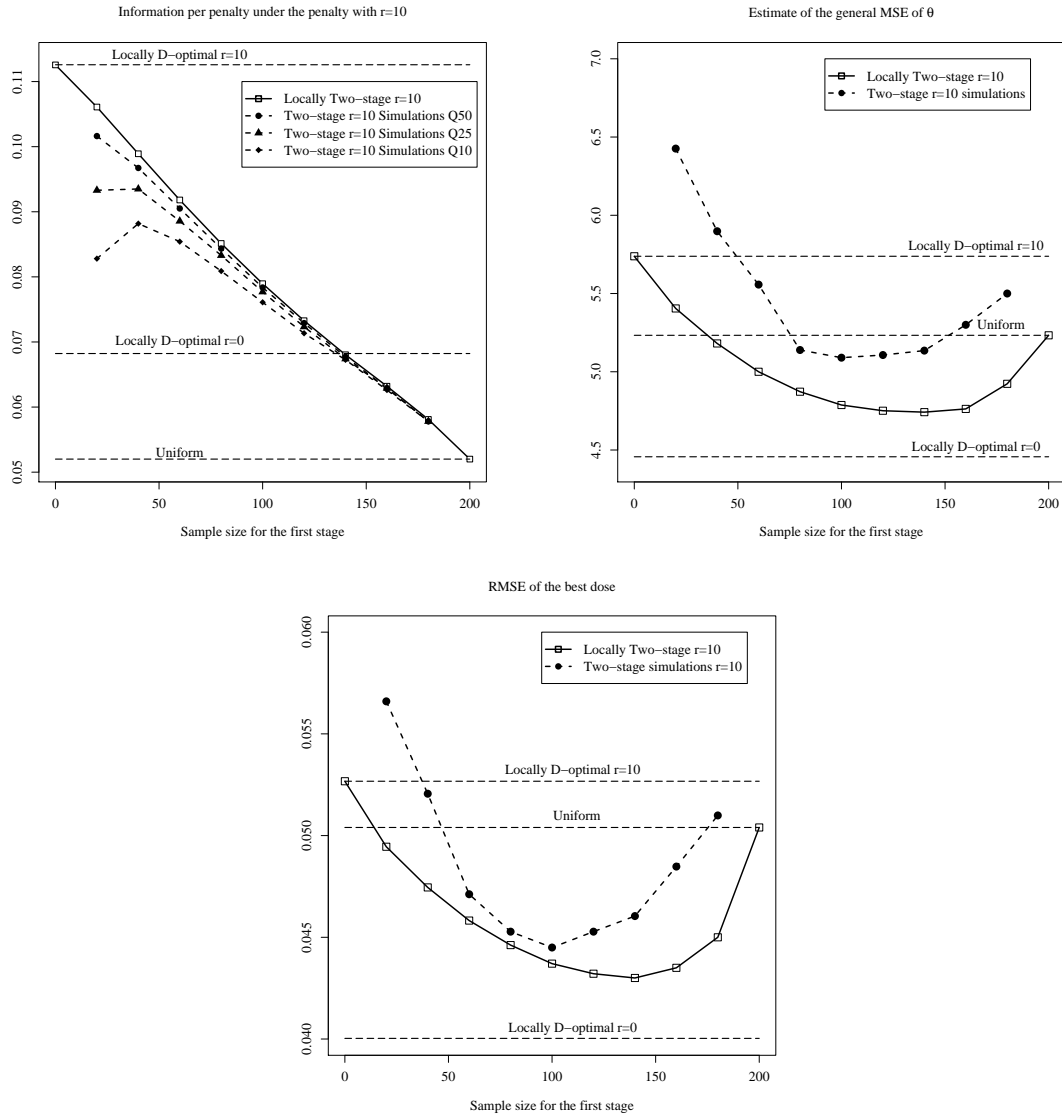 Information per penalty under the penalty with r=10
Locally D−optimal r=10
Locally Two−stage r=10
Two−stage r=10 Simulations Q50
Two−stage r=10 Simulations Q25
Two−stage r=10 Simulations Q10
Locally D−optimal r=0
Uniform
0.11
0.10
0.09
0.08
0.07
0.06
0.05
0 50 100 150 200
Sample size for the first stage
Estimate of the general MSE of θ
Locally Two−stage r=10
Two−stage r=10 simulations
Locally D−optimal r=10
Uniform
Locally D−optimal r=0
7.0
6.5
6.0
5.5
5.0
4.5
0 50 100 150 200
Sample size for the first stage
RMSE of the best dose
Locally Two−stage r=10
Two−stage simulations r=10
Locally D−optimal r=10
Uniform
Locally D−optimal r=0
0.060
0.055
0.050
0.045
0.040
0 50 100 150 200
Sample size for the first stage